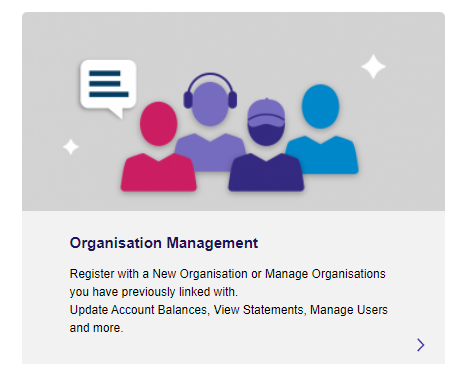 Organisation Management
Register with a New Organisation or Manage Organisations
you have previously linked with.
Update Account Balances, View Statements, Manage Users
and more.